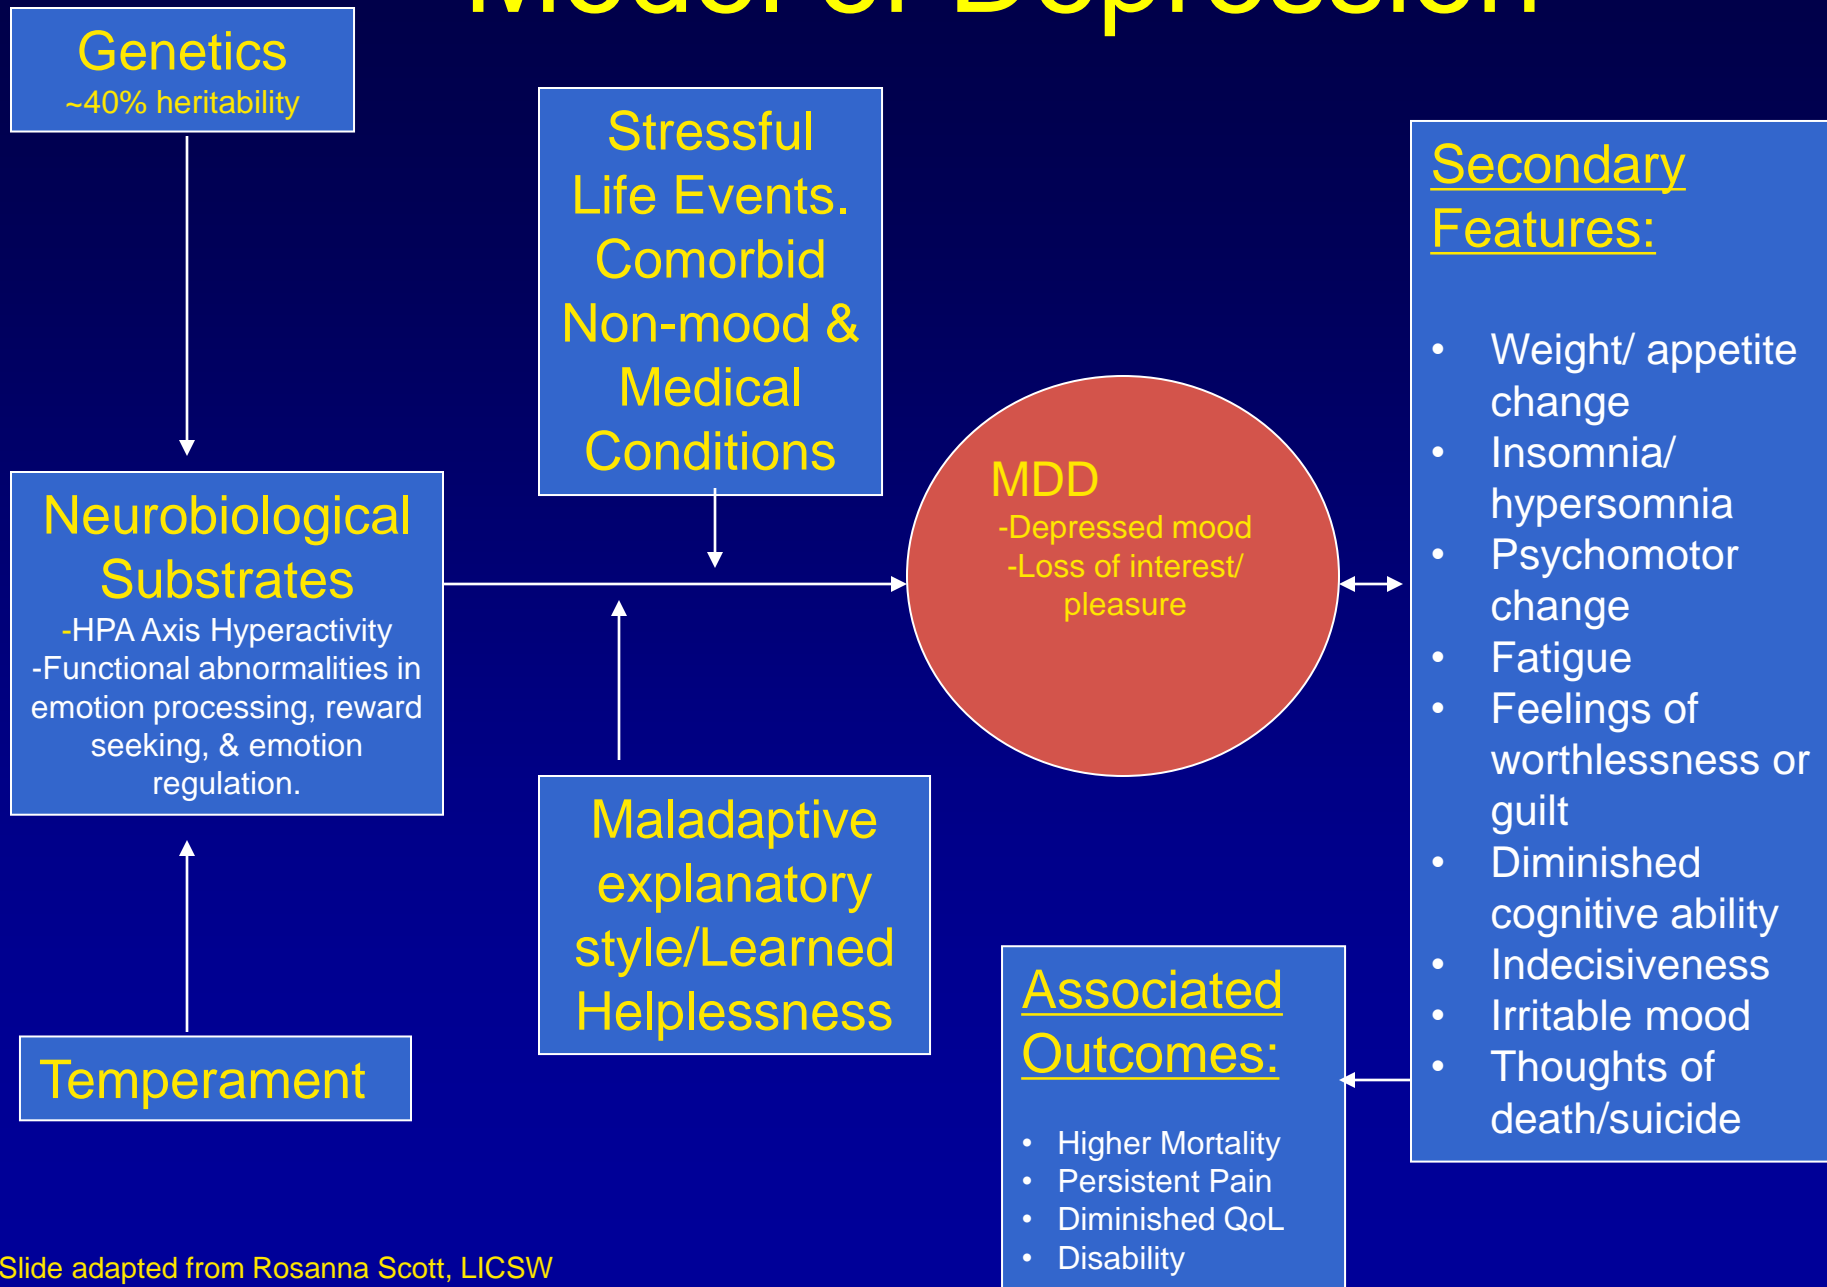 Model of Depression
Genetics
~40% heritability
Stressful
Life Events.
Comorbid
Non-mood &
Medical
Conditions
Neurobiological
Substrates
-HPA Axis Hyperactivity
-Functional abnormalities in
emotion processing, reward
seeking, & emotion
regulation.
MDD
-Depressed mood
-Loss of interest/
pleasure
Maladaptive
explanatory
style/Learned
Helplessness
Temperament
Secondary
Features:
• Weight/ appetite
change
• Insomnia/
hypersomnia
• Psychomotor
change
• Fatigue
• Feelings of
worthlessness or
guilt
• Diminished
cognitive ability
• Indecisiveness
• Irritable mood
• Thoughts of
death/suicide
Associated
Outcomes:
• Higher Mortality
• Persistent Pain
• Diminished QoL
• Disability
Slide adapted from Rosanna Scott, LICSW